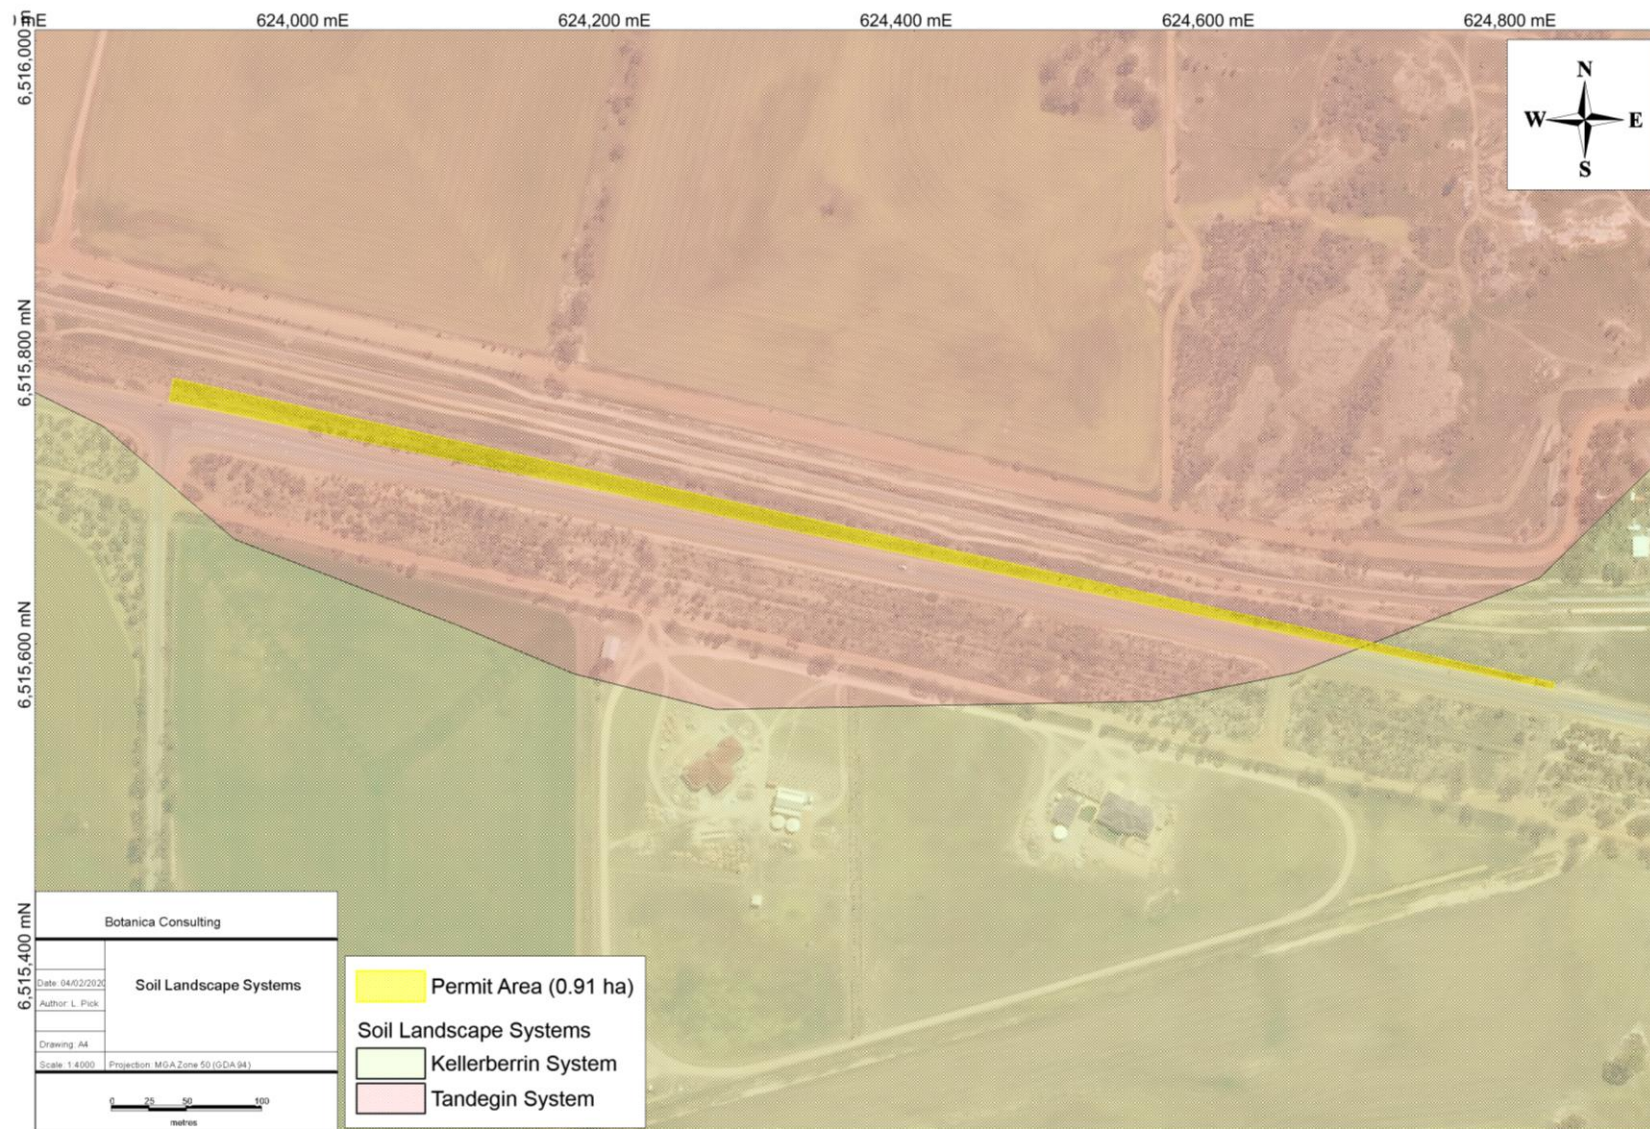 624,000 mE
624,200 mE
624,400 mE
624,600 mE
624,800 mE
6,516,000
6,515,800 mN
6,515,600 mN
6,515,400 mN
N
W E
S
Botanica Consulting
Soil Landscape Systems
Date: 04/02/2020
Author: L. Pick
Drawing: A4
Scale: 1:4000
Projection: MGA Zone 50 (GDA 94)
0 25 50 100
metres
Permit Area (0.91 ha)
Soil Landscape Systems
Kellerberrin System
Tandegin System